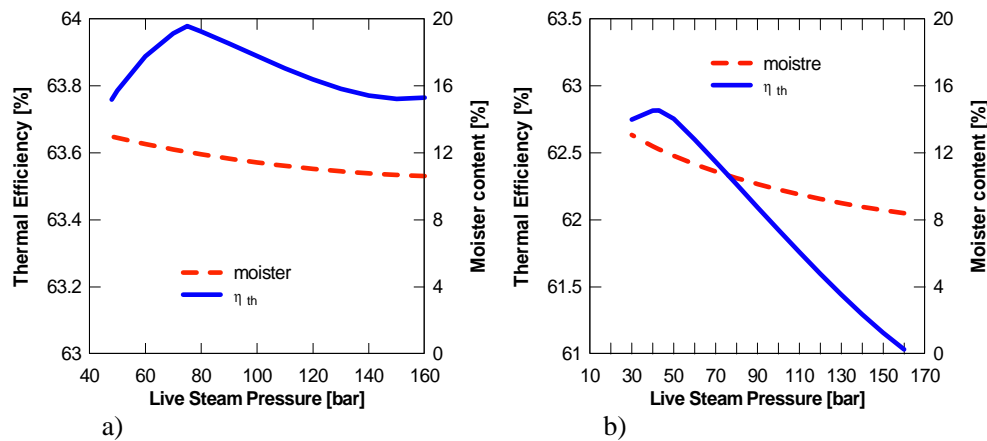 64
63.8
63.6
63.4
63.2
63
Thermal Efficiency [%]
20
16
12
8
4
0
Moister content [%]
moister
η th
40 60 80 100 120 140 160
Live Steam Pressure [bar]
a)
63.5
63
62.5
62
61.5
61
Thermal Efficiency [%]
20
16
12
8
4
0
Moister content [%]
moistre
η th
10 30 50 70 90 110 130 150 170
Live Steam Pressure [bar]
b)